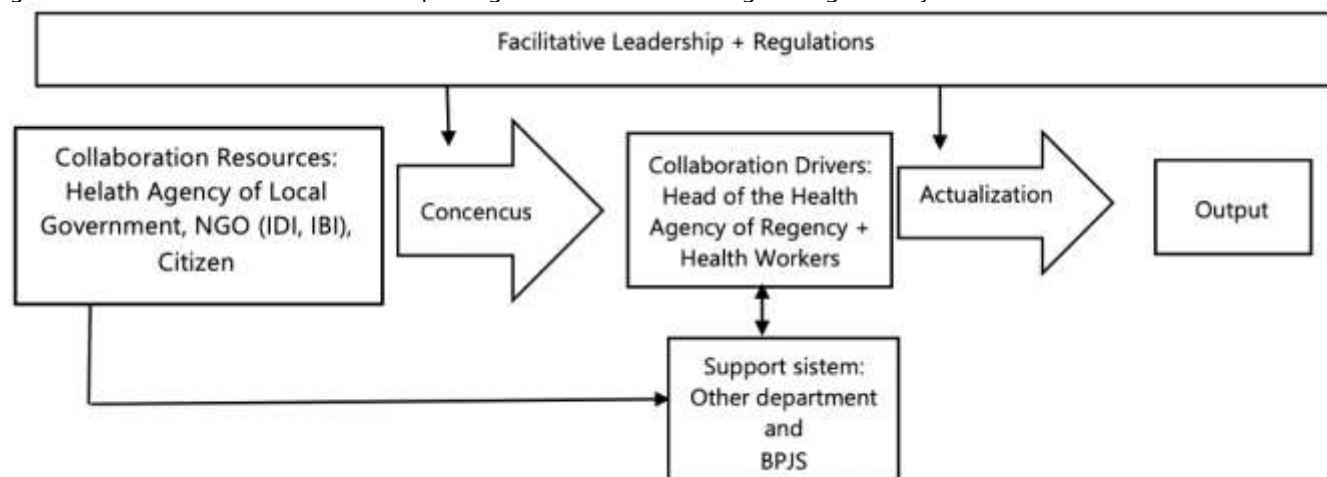 Facilitative Leadership + Regulations
Collaboration Resources:
Helath Agency of Local
Government, NGO (IDI, IBI),
Citizen
Concencus
Collaboration Drivers:
Head of the Health
Agency of Regency +
Health Workers
Actualization
Output
Support sistem:
Other department
and
BPJS